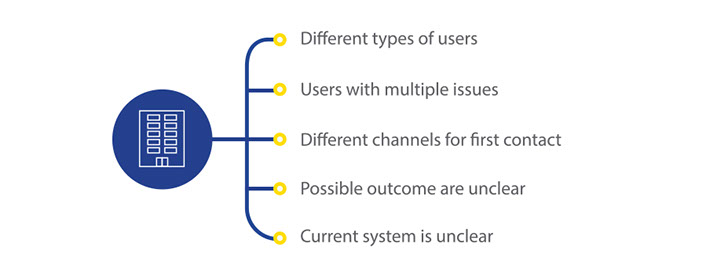 Different types of users
Users with multiple issues
Different channels for first contact
Possible outcome are unclear
Current system is unclear